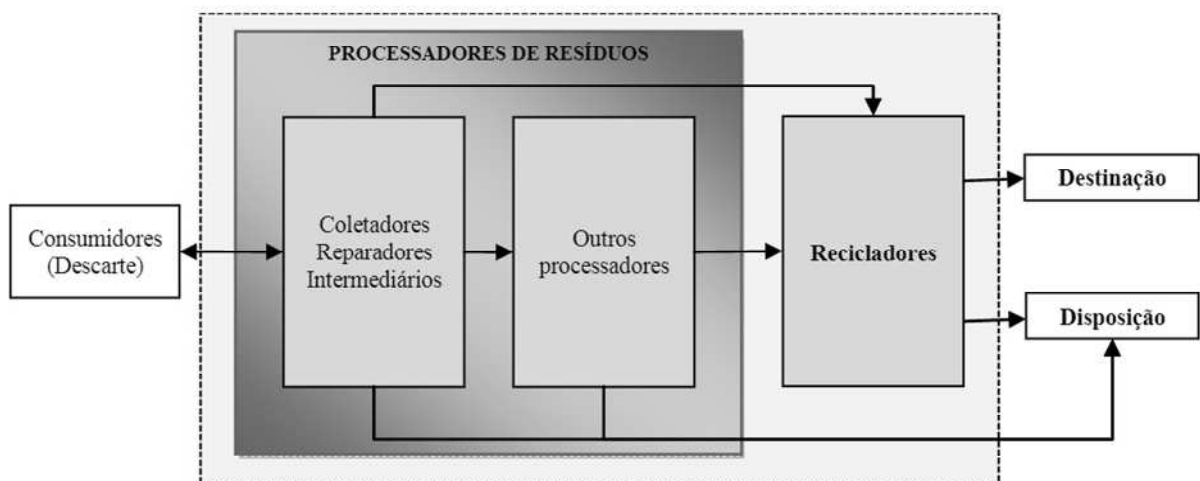 PROCESSADORES DE RESÍDUOS
Consumidores
(Descarte)
Coletadores
Reparadores
Intermediários
Outros
processadores
Recicladores
Destinação
Disposição